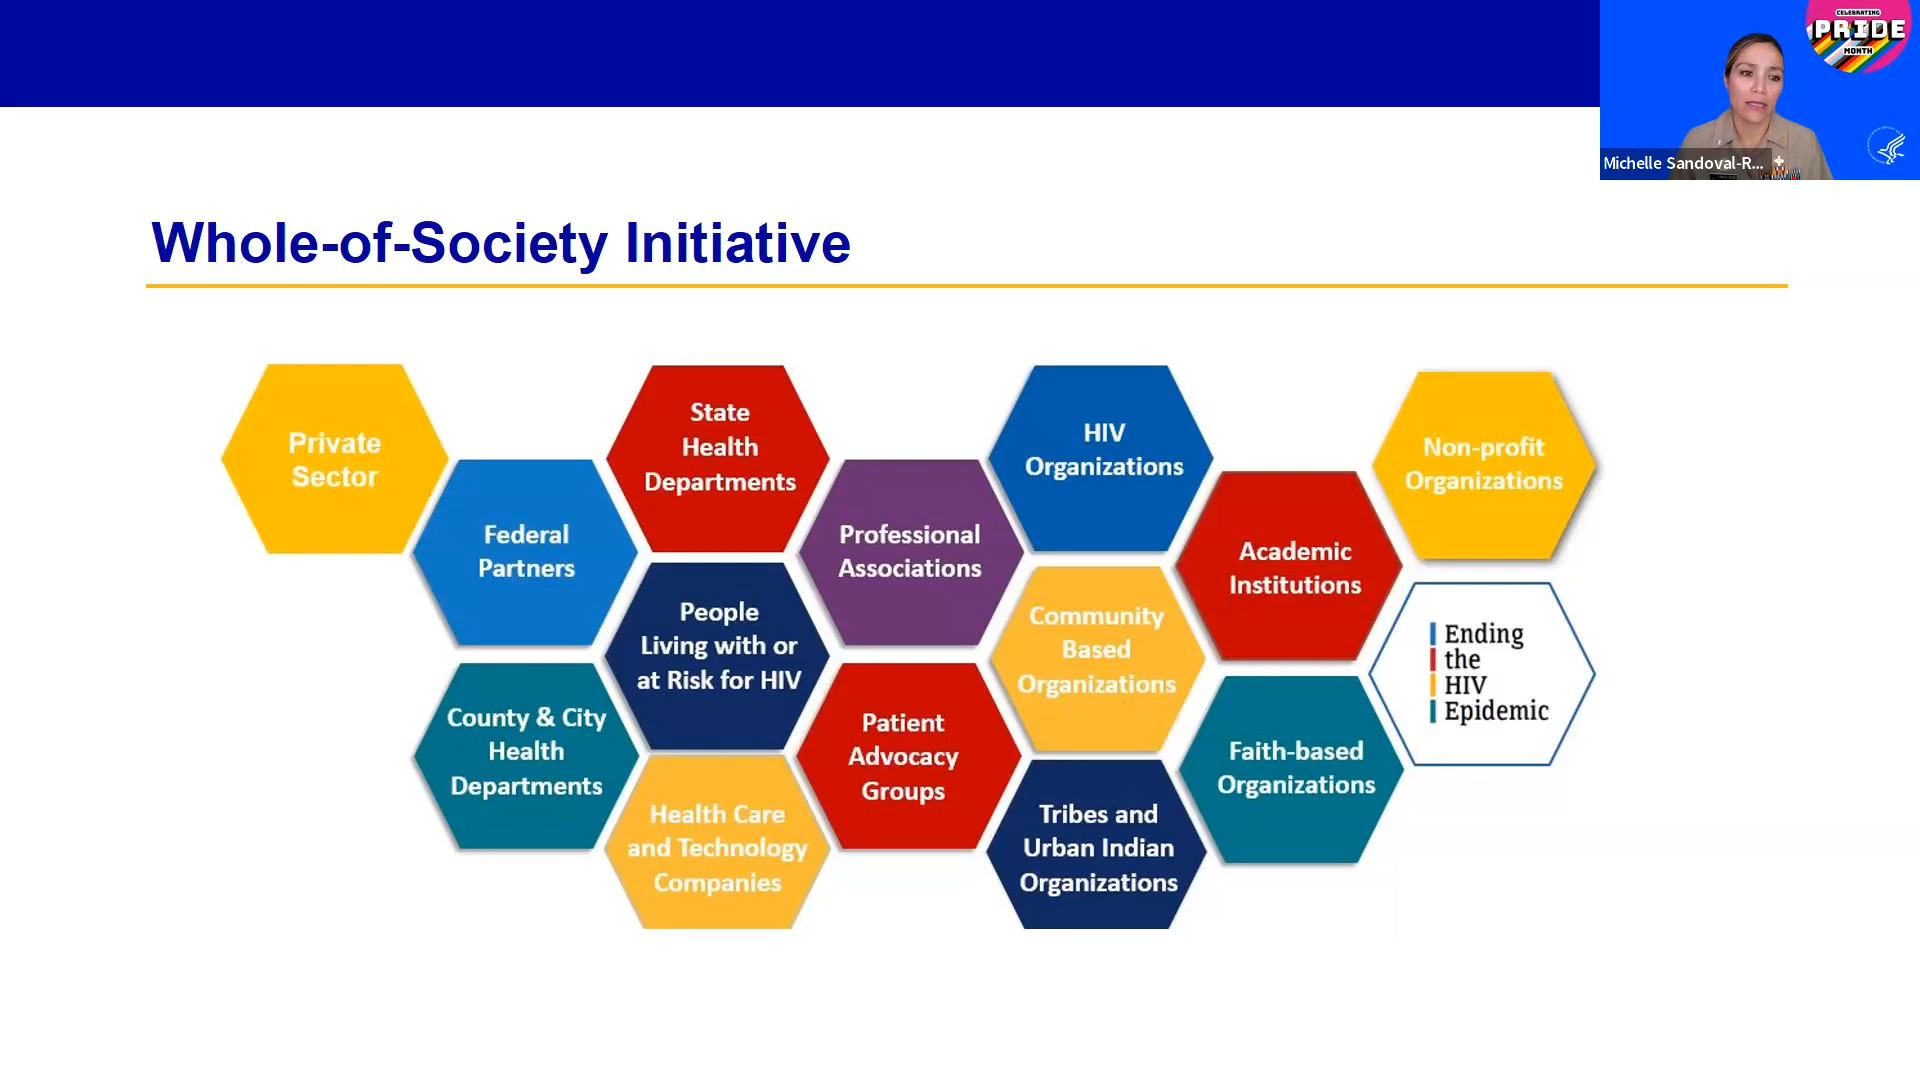 CELEBRATING
PRIDE
MONTH
Michelle Sandoval-R...
Whole-of-Society Initiative
Private
Sector
Federal
Partners
State
Health
Departments
Professional
Associations
HIV
Organizations
Academic
Institutions
Non-profit
Organizations
People
Living with or
at Risk for HIV
Community
Based
Organizations
Ending
the
HIV
Epidemic
County & City
Health
Departments
Patient
Advocacy
Groups
Faith-based
Organizations
Health Care
and Technology
Companies
Tribes and
Urban Indian
Organizations